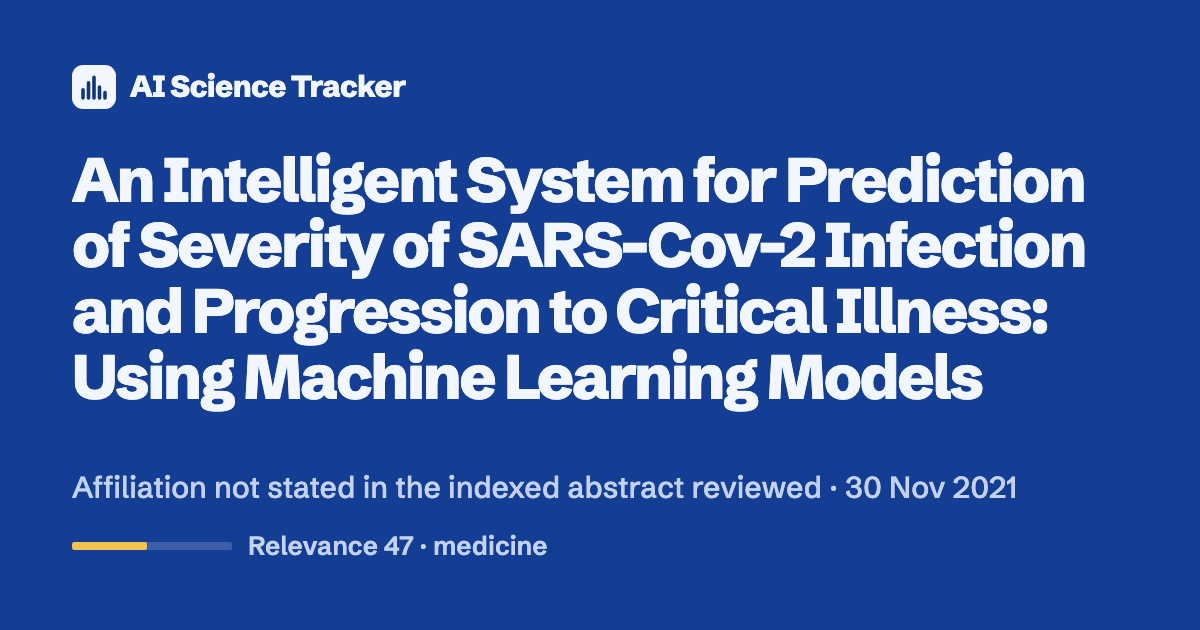 AI Science Tracker
An Intelligent System for Prediction
of Severity of SARS-Cov-2 Infection
and Progression to Critical Illness:
Using Machine Learning Models
Affiliation not stated in the indexed abstract reviewed · 30 Nov 2021
Relevance 47 · medicine